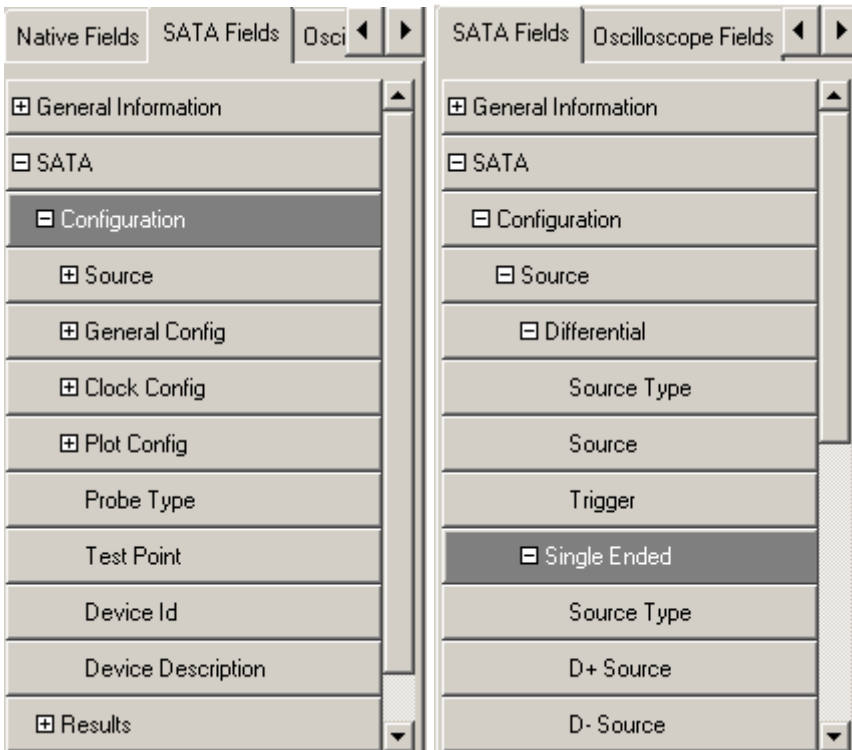 Native Fields
SATA Fields
Osci
General Information
SATA
Configuration
Source
General Config
Clock Config
Plot Config
Probe Type
Test Point
Device Id
Device Description
Results
SATA Fields
Oscilloscope Fields
General Information
SATA
Configuration
Source
Differential
Source Type
Source
Trigger
Single Ended
Source Type
D+ Source
D- Source